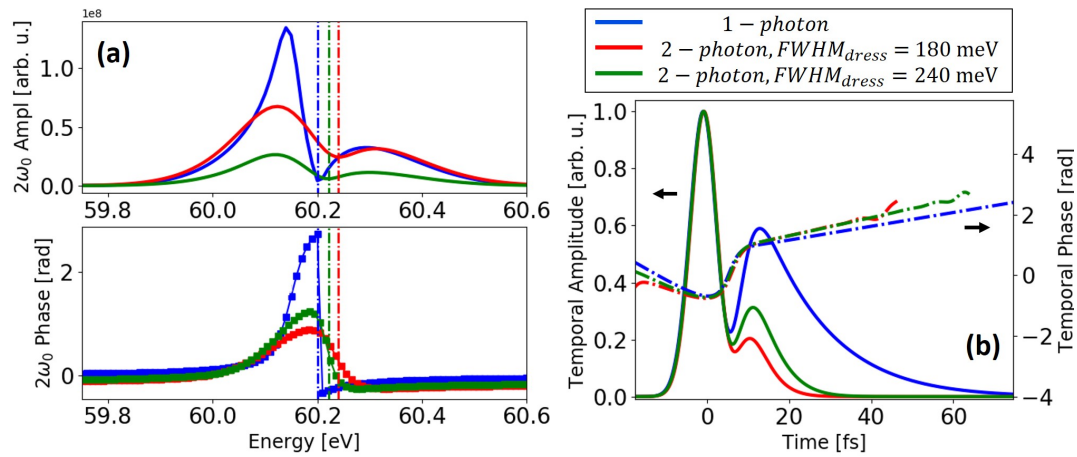 1e8
(a)
1.0
0.5
0.0
2ω₀ Ampl [arb. u.]
59.8
60.0
60.2
60.4
60.6
2
0
2ω₀ Phase [rad]
59.8
60.0
60.2
60.4
60.6
Energy [eV]
1 − photon
2 − photon, FWHM_dress = 180 meV
2 − photon, FWHM_dress = 240 meV
1.0
0.8
0.6
0.4
0.2
0.0
Temporal Amplitude [arb. u.]
4
2
0
−2
−4
Temporal Phase [rad]
(b)
0
20
40
60
Time [fs]